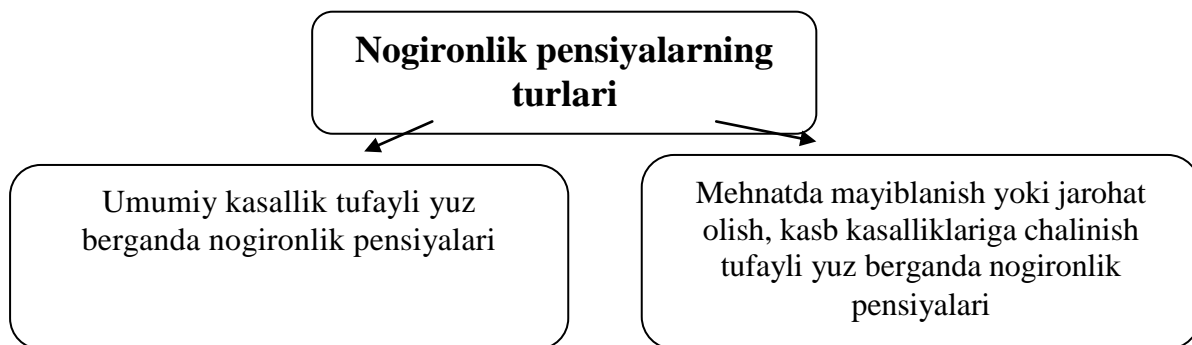 Nogironlik pensiyalarning
turlari
Umumiy kasallik tufayli yuz
berganda nogironlik pensiyalari
Mehnatda mayiblanish yoki jarohat
olish, kasb kasalliklariga chalinish
tufayli yuz berganda nogironlik
pensiyalari